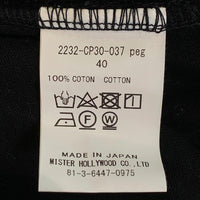 2232-CP30-037 peg
40
100% COTON COTTON
F W
MADE IN JAPAN
MISTER HOLLYWOOD CO.,LTD
81-3-6447-0975